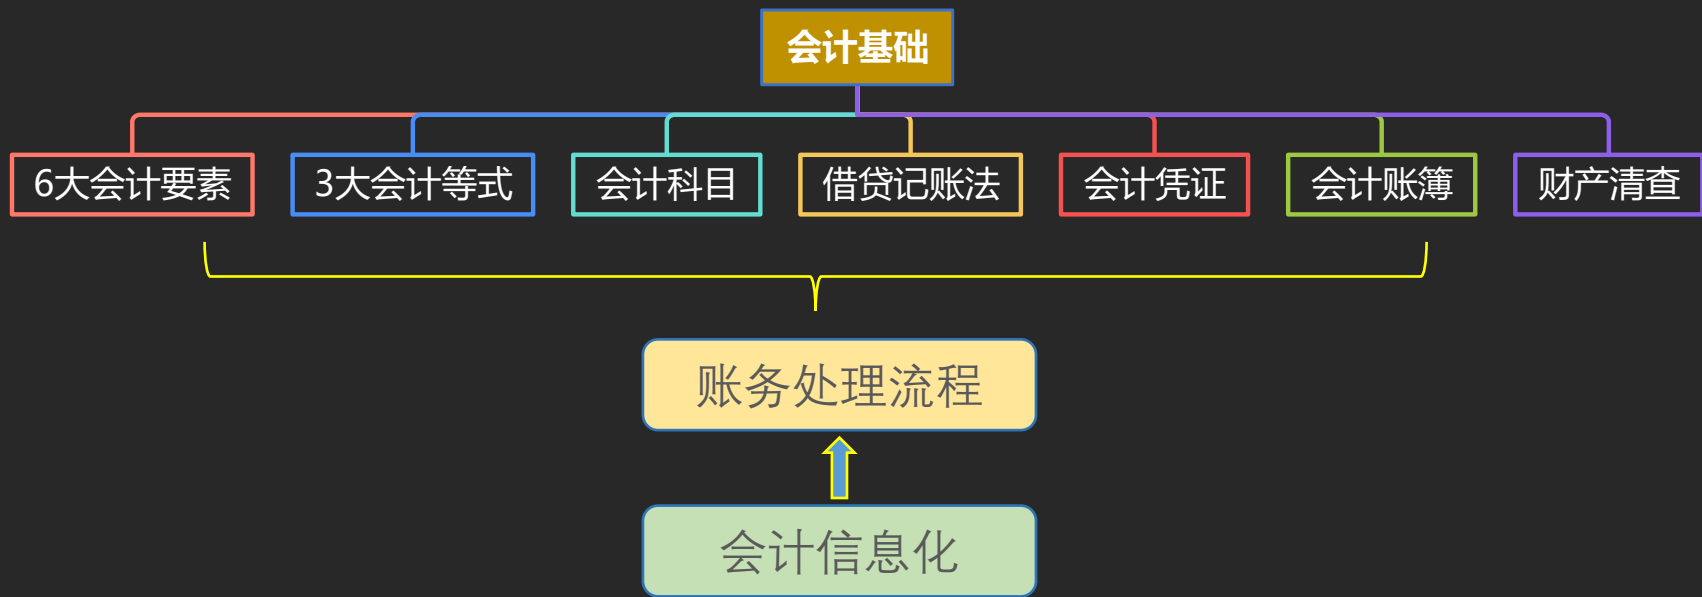 会计基础
6大会计要素
3大会计等式
会计科目
借贷记账法
会计凭证
会计账簿
财产清查
账务处理流程
会计信息化